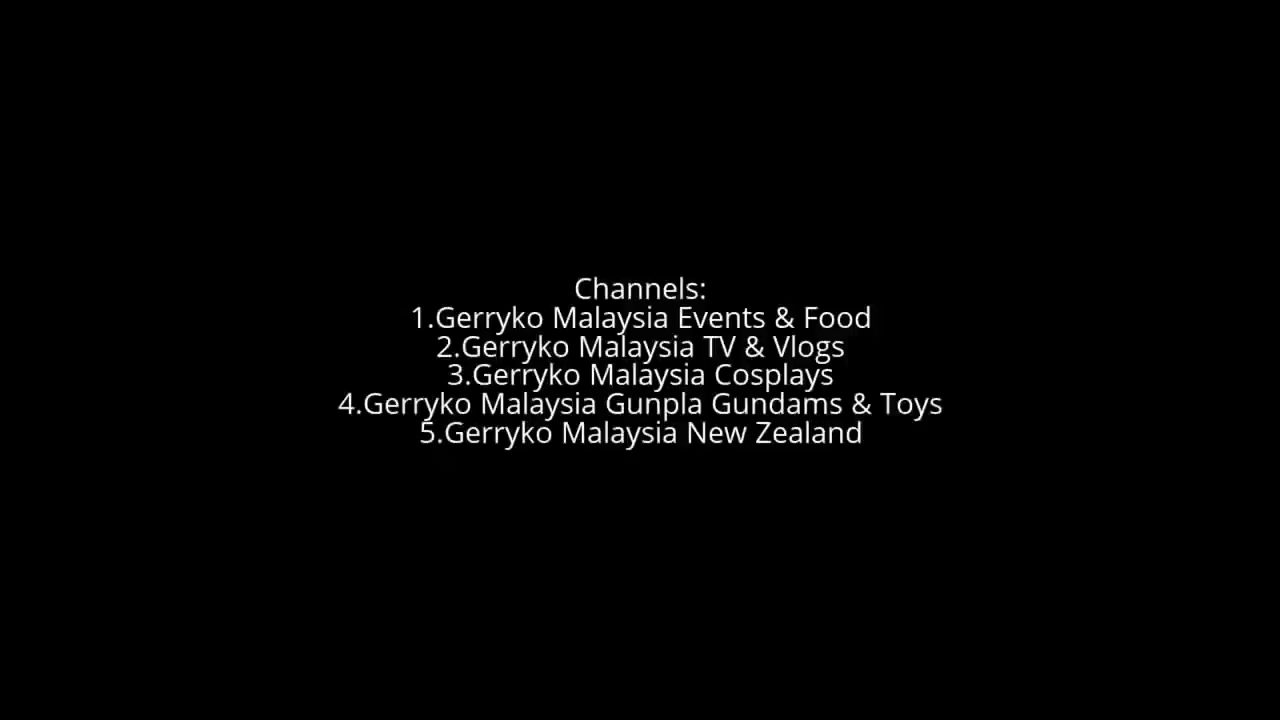 Channels:
1.Gerryko Malaysia Events & Food
2.Gerryko Malaysia TV & Vlogs
3.Gerryko Malaysia Cosplays
4.Gerryko Malaysia Gunpla Gundams & Toys
5.Gerryko Malaysia New Zealand